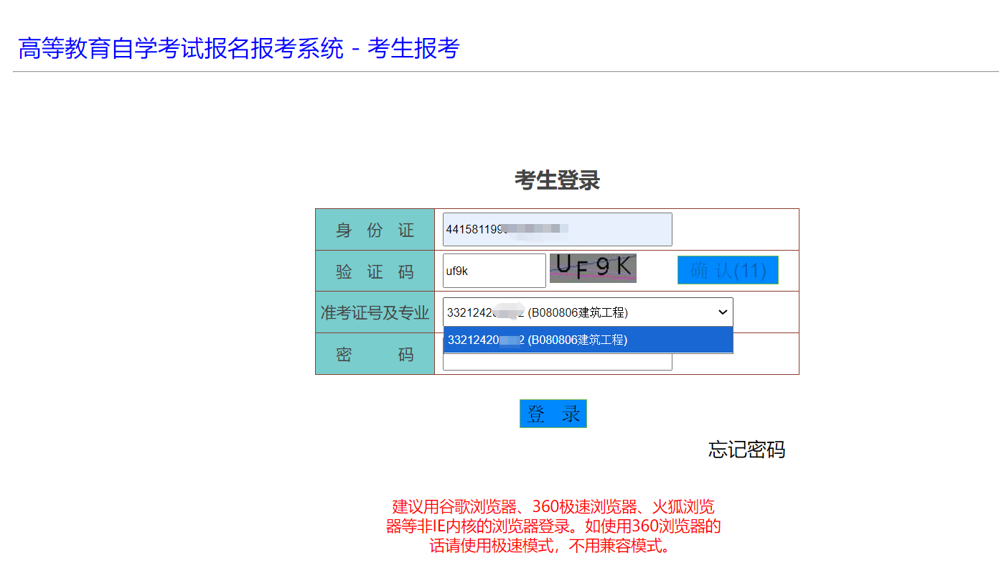 高等教育自学考试报名报考系统 - 考生报考
考生登录
身 份 证 44158119
验 证 码 uf9k UF9K 确 认(11)
准考证号及专业 3321242 2 (B080806建筑工程)
33212420 2 (B080806建筑工程)
密 码
登 录
忘记密码
建议用谷歌浏览器、360极速浏览器、火狐浏览
器等非IE内核的浏览器登录。如使用360浏览器的
话请使用极速模式，不用兼容模式。